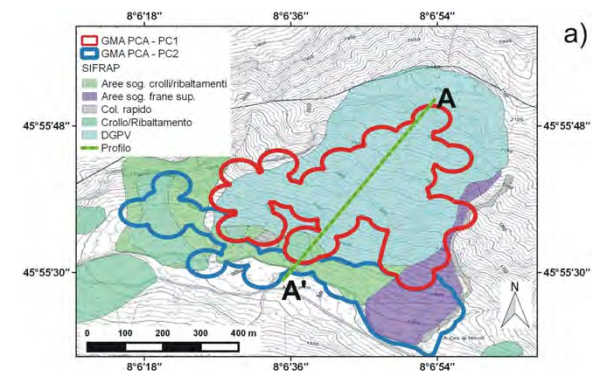 8°6'18" 8°6'36" 8°6'54"
a)
GMA PCA - PC1
GMA PCA - PC2
SIFRAP
Aree sog. crolli/ribaltamenti
Aree sog. frane sup.
Col. rapido
Crollo/Ribaltamento
DGPV
Profilo
A
45°55'48" 45°55'48"
45°55'30" 45°55'30"
A'
N
0 100 200 300 400 m
8°6'18" 8°6'36" 8°6'54"